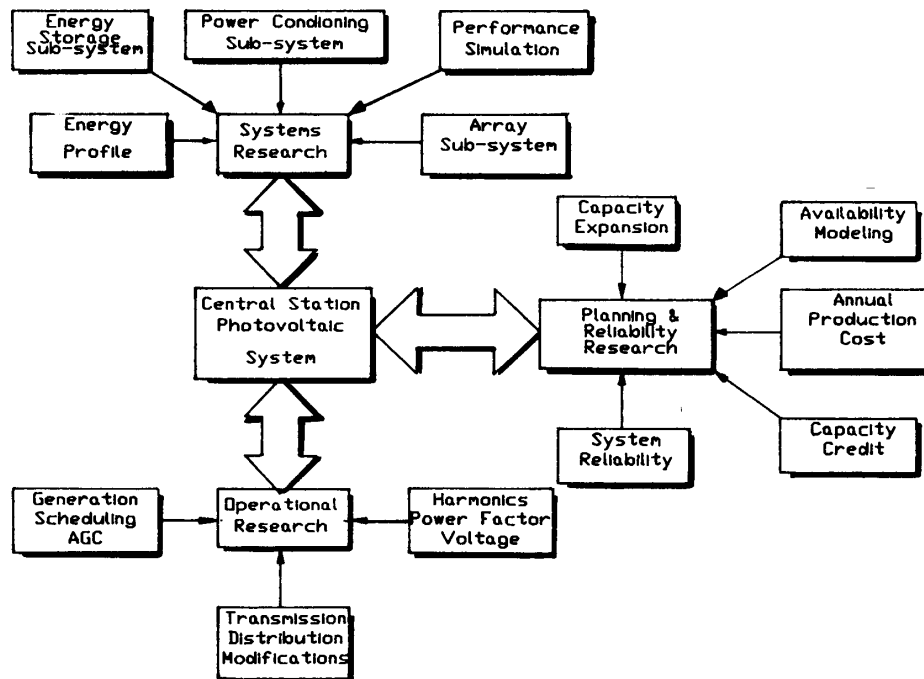 Energy
Storage
Sub-system
Power Condioning
Sub-system
Performance
Simulation
Energy
Profile
Systems
Research
Array
Sub-system
Capacity
Expansion
Availability
Modeling
Central Station
Photovoltaic
System
Planning &
Reliability
Research
Annual
Production
Cost
System
Reliability
Capacity
Credit
Generation
Scheduling
AGC
Operational
Research
Harmonics
Power Factor
Voltage
Transmission
Distribution
Modifications